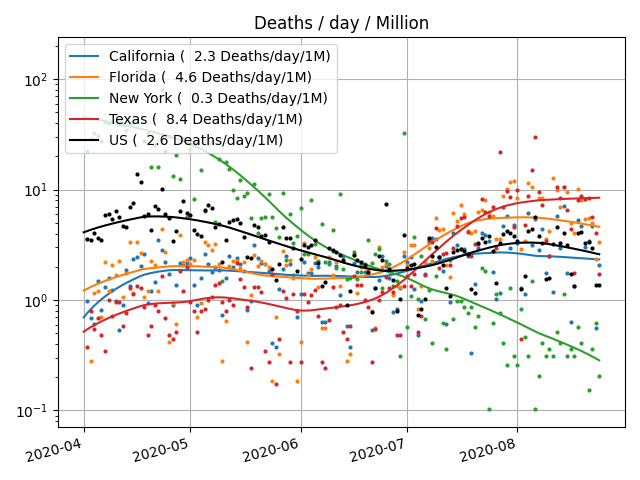 Deaths / day / Million
California (  2.3 Deaths/day/1M)
Florida (  4.6 Deaths/day/1M)
New York (  0.3 Deaths/day/1M)
Texas (  8.4 Deaths/day/1M)
US (  2.6 Deaths/day/1M)
10²
10¹
10⁰
10⁻¹
2020-04
2020-05
2020-06
2020-07
2020-08